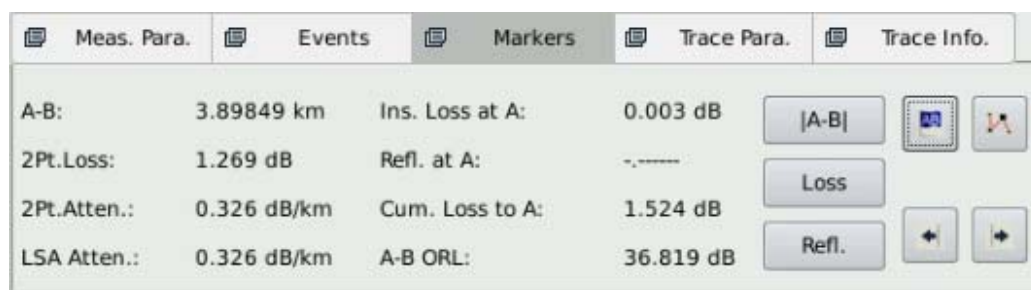 Meas. Para. Events Markers Trace Para. Trace Info.
A-B: 3.89849 km Ins. Loss at A: 0.003 dB |A-B|
2Pt.Loss: 1.269 dB Refl. at A: -.------
Loss
2Pt.Atten.: 0.326 dB/km Cum. Loss to A: 1.524 dB
Refl.
LSA Atten.: 0.326 dB/km A-B ORL: 36.819 dB